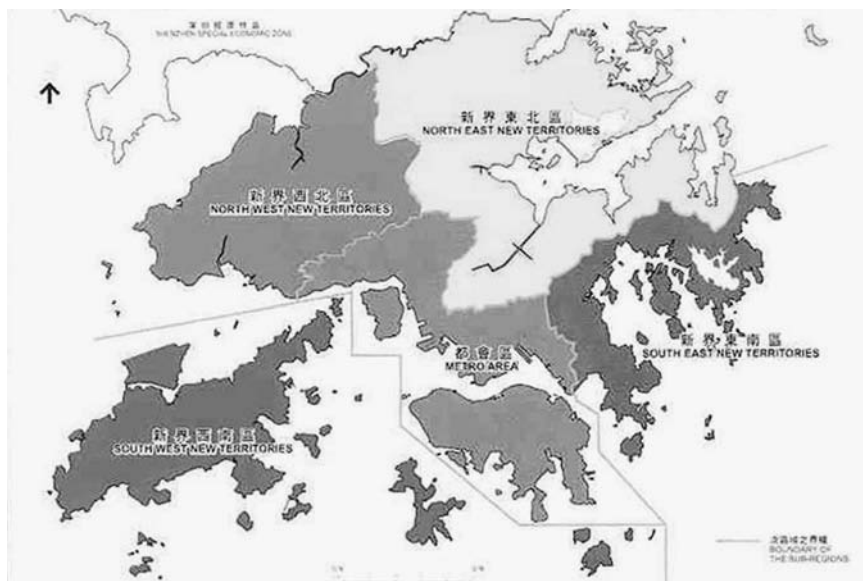 深圳經濟特區
SHENZHEN SPECIAL ECONOMIC ZONE
新界東北區
NORTH EAST NEW TERRITORIES
新界西北區
NORTH WEST NEW TERRITORIES
都會區
METRO AREA
新界東南區
SOUTH EAST NEW TERRITORIES
新界西南區
SOUTH WEST NEW TERRITORIES
次區域之界線
BOUNDARY OF
THE SUB-REGIONS